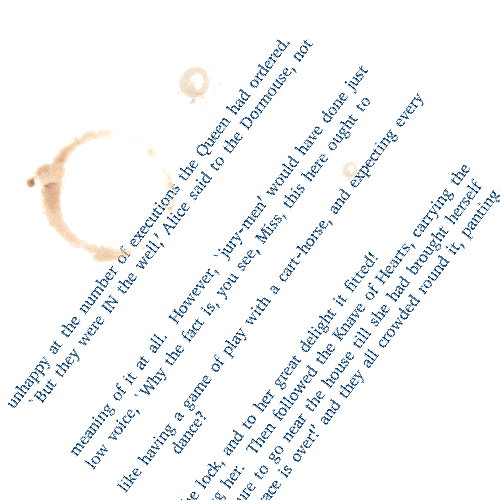 unhappy at the number of executions the Queen had ordered.
`But they were IN the well,' Alice said to the Dormouse, not
meaning of it at all. However, `jury-men' would have done just
low voice, `Why the fact is, you see, Miss, this here ought to
like having a game of play with a cart-horse, and expecting every
dance?
lock, and to her great delight it fitted!
her. Then followed the Knave of Hearts, carrying the
to go near the house till she had brought herself
is over!' and they all crowded round it, panting